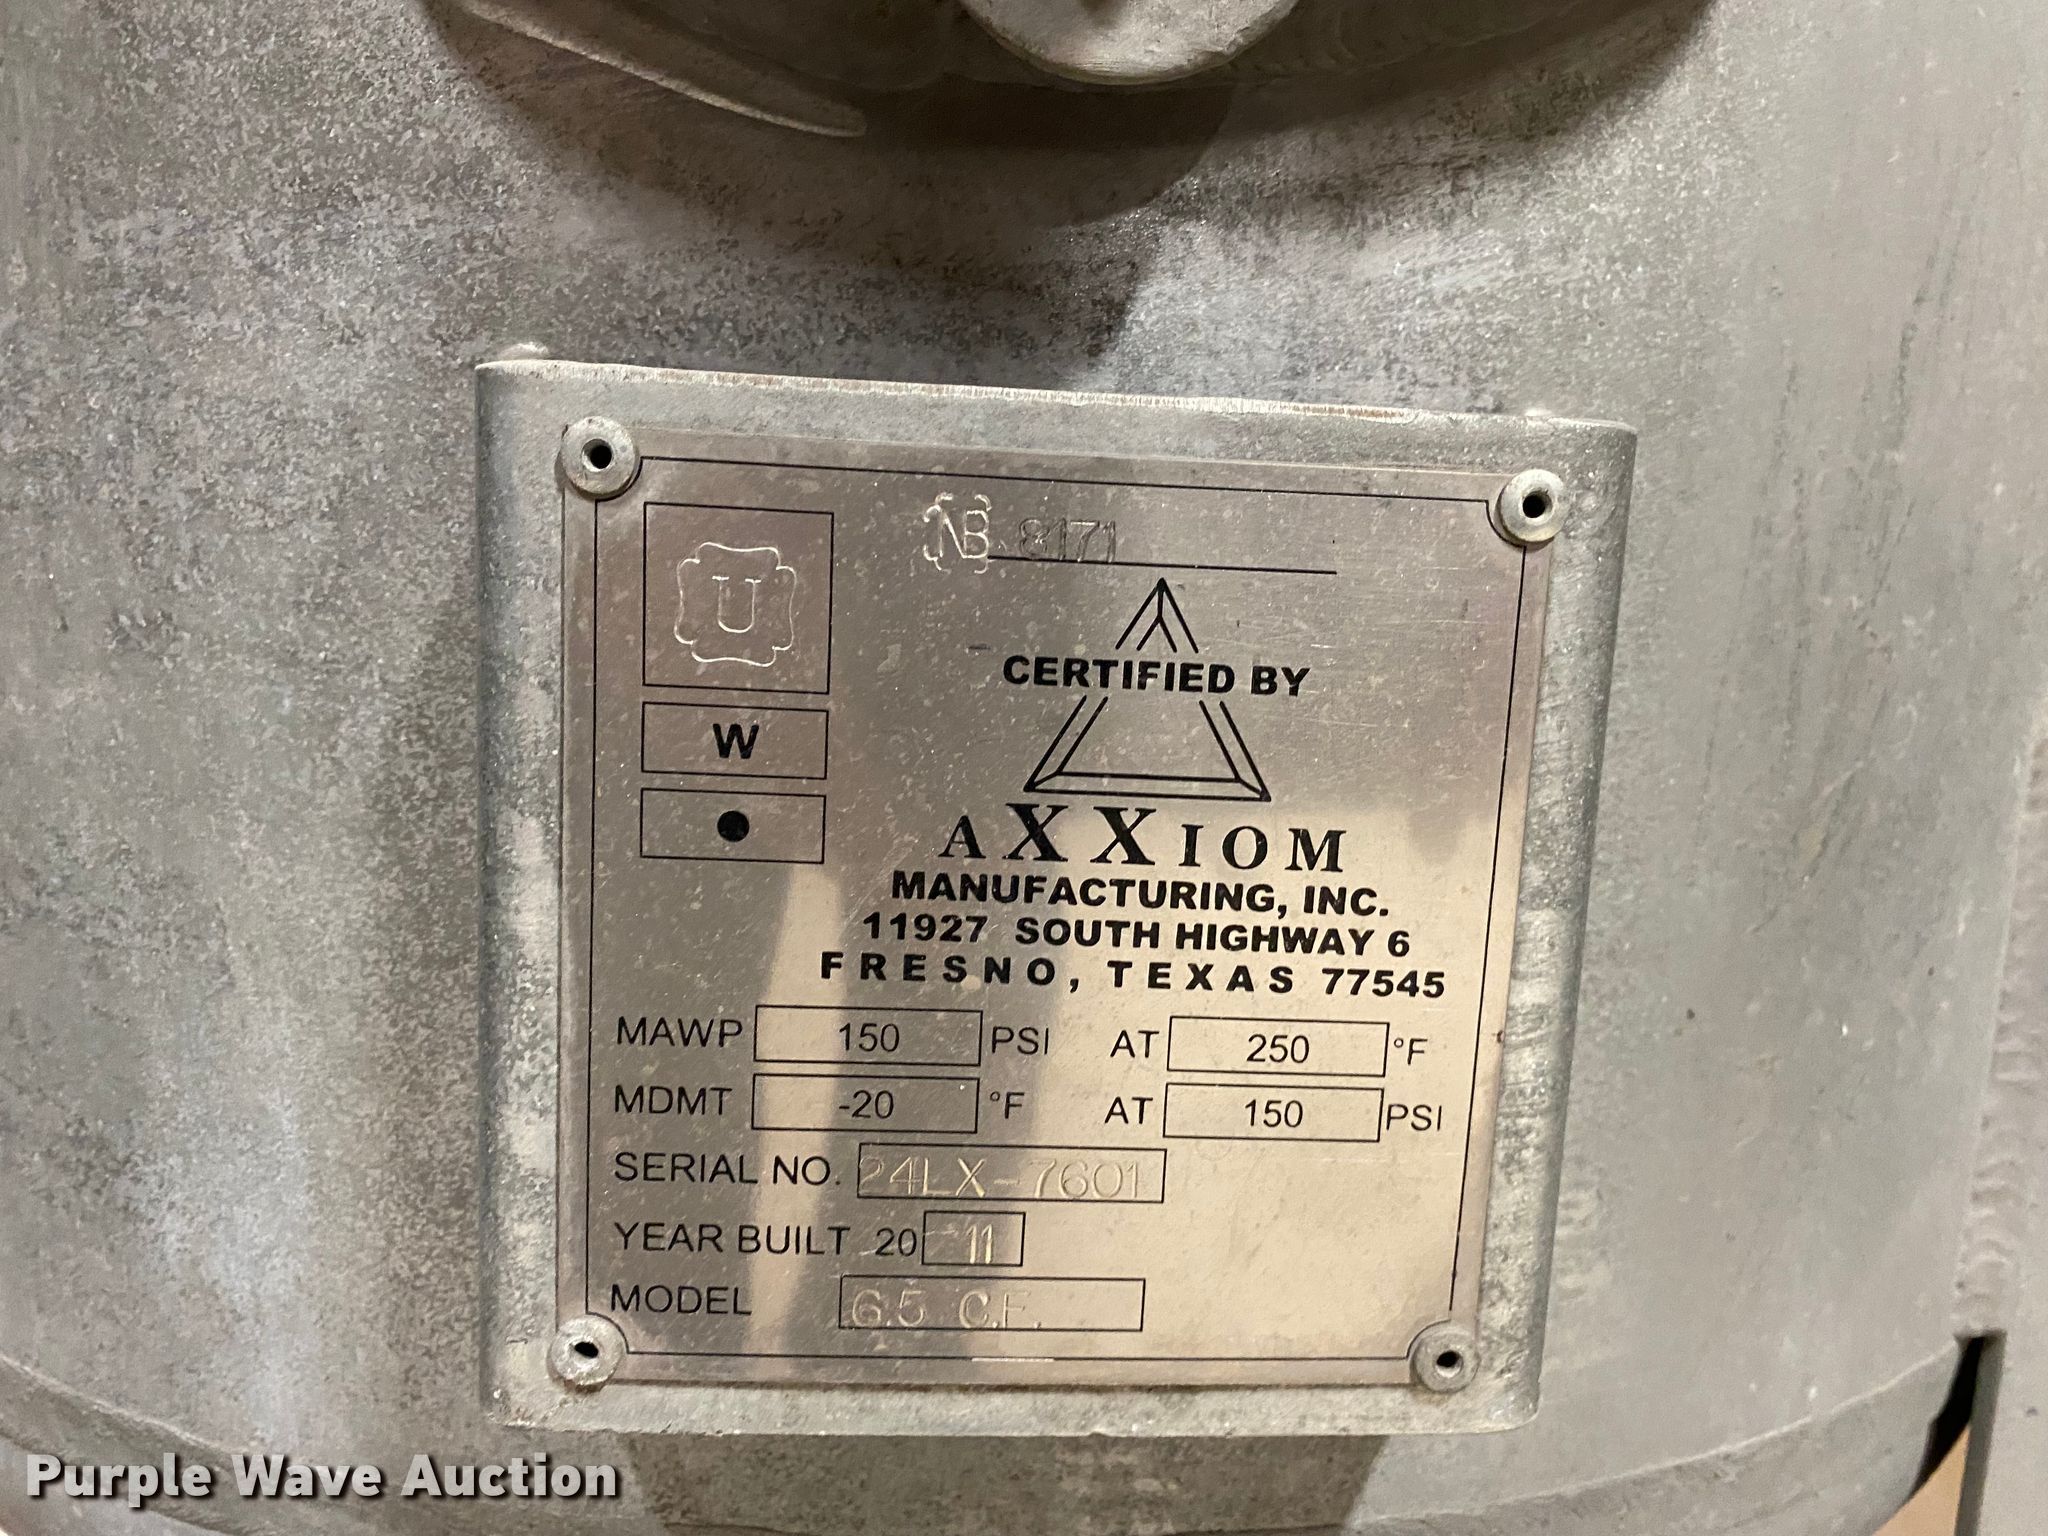 U
NB 8171
CERTIFIED BY
W
●
AXXIOM
MANUFACTURING, INC.
11927 SOUTH HIGHWAY 6
FRESNO, TEXAS 77545
MAWP 150 PSI AT 250 °F
MDMT -20 °F AT 150 PSI
SERIAL NO. 24LX-7601
YEAR BUILT 20 11
MODEL 6.5 C.F.
Purple Wave Auction